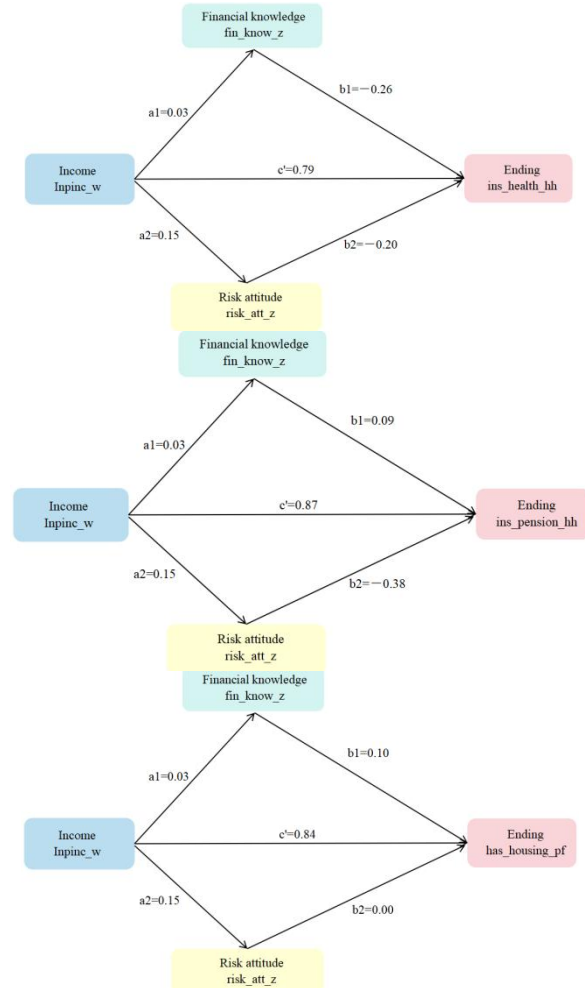 Financial knowledge
fin_know_z
a1=0.03
b1=－0.26
Income
Inpinc_w
c'=0.79
Ending
ins_health_hh
a2=0.15
b2=－0.20
Risk attitude
risk_att_z
Financial knowledge
fin_know_z
a1=0.03
b1=0.09
Income
Inpinc_w
c'=0.87
Ending
ins_pension_hh
a2=0.15
b2=－0.38
Risk attitude
risk_att_z
Financial knowledge
fin_know_z
a1=0.03
b1=0.10
Income
Inpinc_w
c'=0.84
Ending
has_housing_pf
a2=0.15
b2=0.00
Risk attitude
risk_att_z